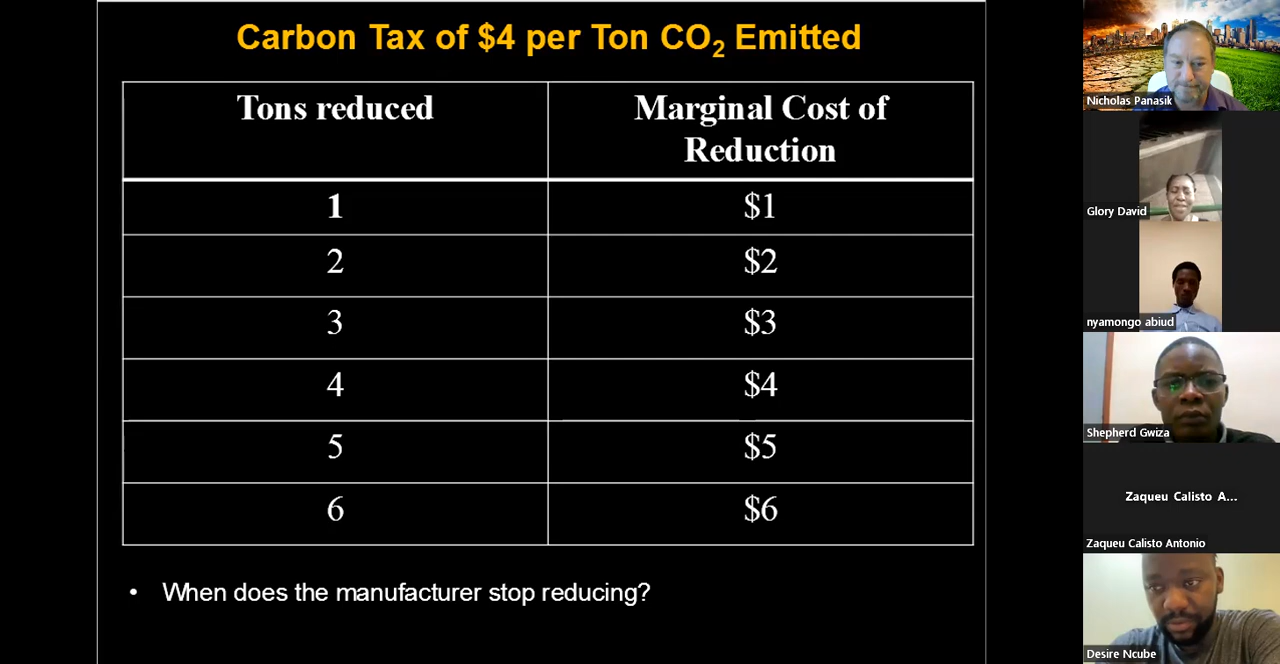 Carbon Tax of $4 per Ton CO₂ Emitted
Tons reduced
Marginal Cost of
Reduction
1
$1
2
$2
3
$3
4
$4
5
$5
6
$6
• When does the manufacturer stop reducing?
Nicholas Panasik
Glory David
nyamongo abiud
Shepherd Gwiza
Zaqueu Calisto A...
Zaqueu Calisto Antonio
Desire Ncube